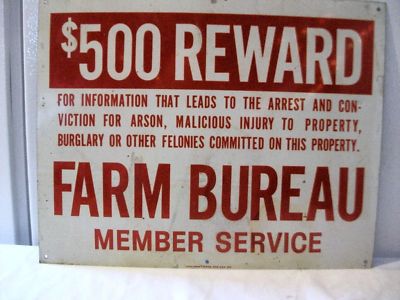 $500 REWARD
FOR INFORMATION THAT LEADS TO THE ARREST AND CON-
VICTION FOR ARSON, MALICIOUS INJURY TO PROPERTY,
BURGLARY OR OTHER FELONIES COMMITTED ON THIS PROPERTY.
FARM BUREAU
MEMBER SERVICE